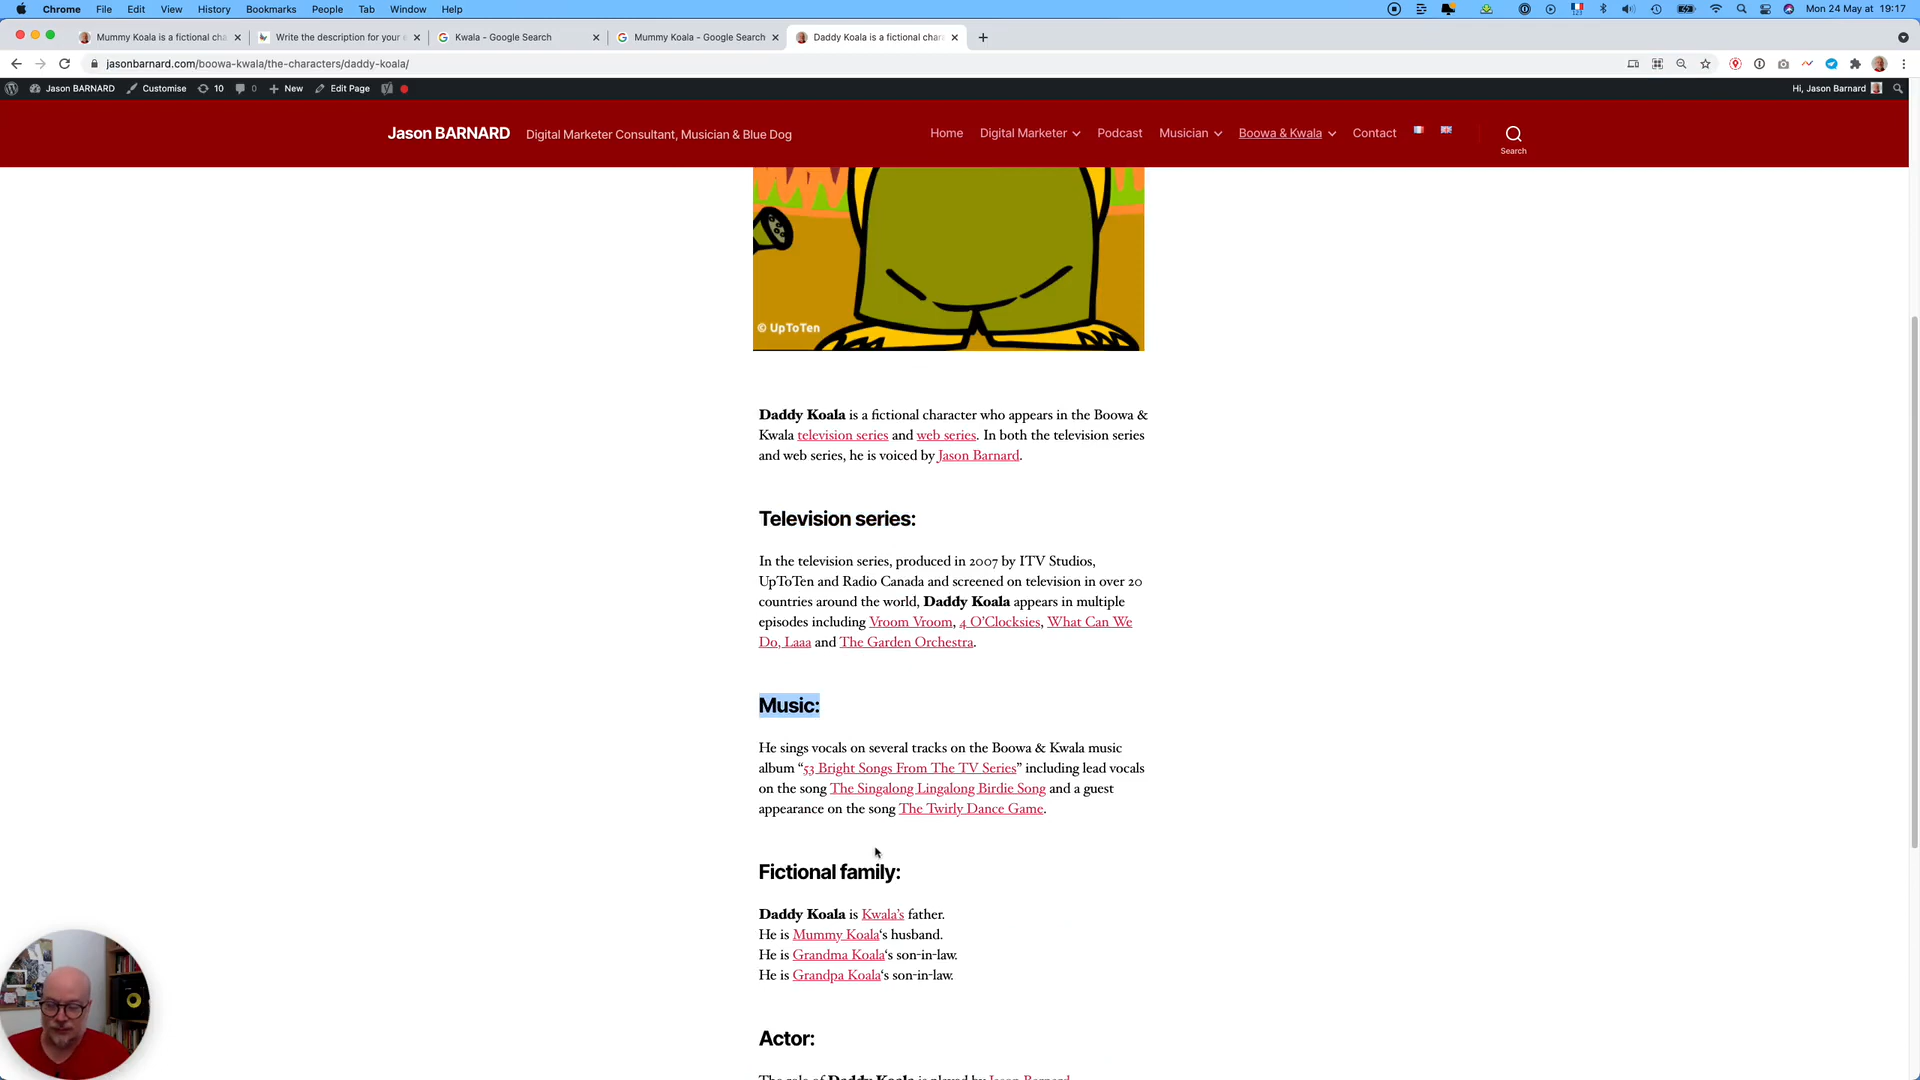 Chrome File Edit View History Bookmarks People Tab Window Help Mon 24 May at 19:17
Mummy Koala is a fictional cha Write the description for your e Kwala - Google Search Mummy Koala - Google Search Daddy Koala is a fictional char
jasonbarnard.com/boowa-kwala/the-characters/daddy-koala/
Jason BARNARD Customise 10 0 New Edit Page Hi, Jason Barnard
Jason BARNARD Digital Marketer Consultant, Musician & Blue Dog Home Digital Marketer Podcast Musician Boowa & Kwala Contact
Search
© UpToTen
Daddy Koala is a fictional character who appears in the Boowa &
Kwala television series and web series. In both the television series
and web series, he is voiced by Jason Barnard.
Television series:
In the television series, produced in 2007 by ITV Studios,
UpToTen and Radio Canada and screened on television in over 20
countries around the world, Daddy Koala appears in multiple
episodes including Vroom Vroom, 4 O’Clocksies, What Can We
Do, Laaa and The Garden Orchestra.
Music:
He sings vocals on several tracks on the Boowa & Kwala music
album “53 Bright Songs From The TV Series” including lead vocals
on the song The Singalong Lingalong Birdie Song and a guest
appearance on the song The Twirly Dance Game.
Fictional family:
Daddy Koala is Kwala’s father.
He is Mummy Koala‘s husband.
He is Grandma Koala‘s son-in-law.
He is Grandpa Koala‘s son-in-law.
Actor:
The role of Daddy Koala is played by Jason Barnard